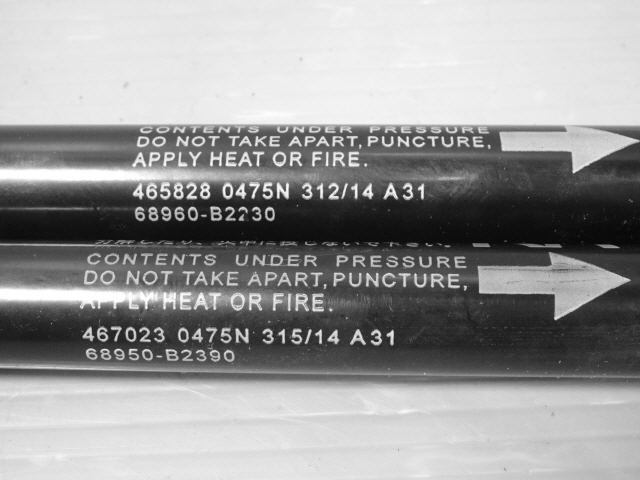 CONTENTS UNDER PRESSURE
DO NOT TAKE APART, PUNCTURE,
APPLY HEAT OR FIRE.
465828 0475N 312/14 A31
68960-B2230
CONTENTS UNDER PRESSURE
DO NOT TAKE APART, PUNCTURE,
APPLY HEAT OR FIRE.
467023 0475N 315/14 A31
68950-B2390